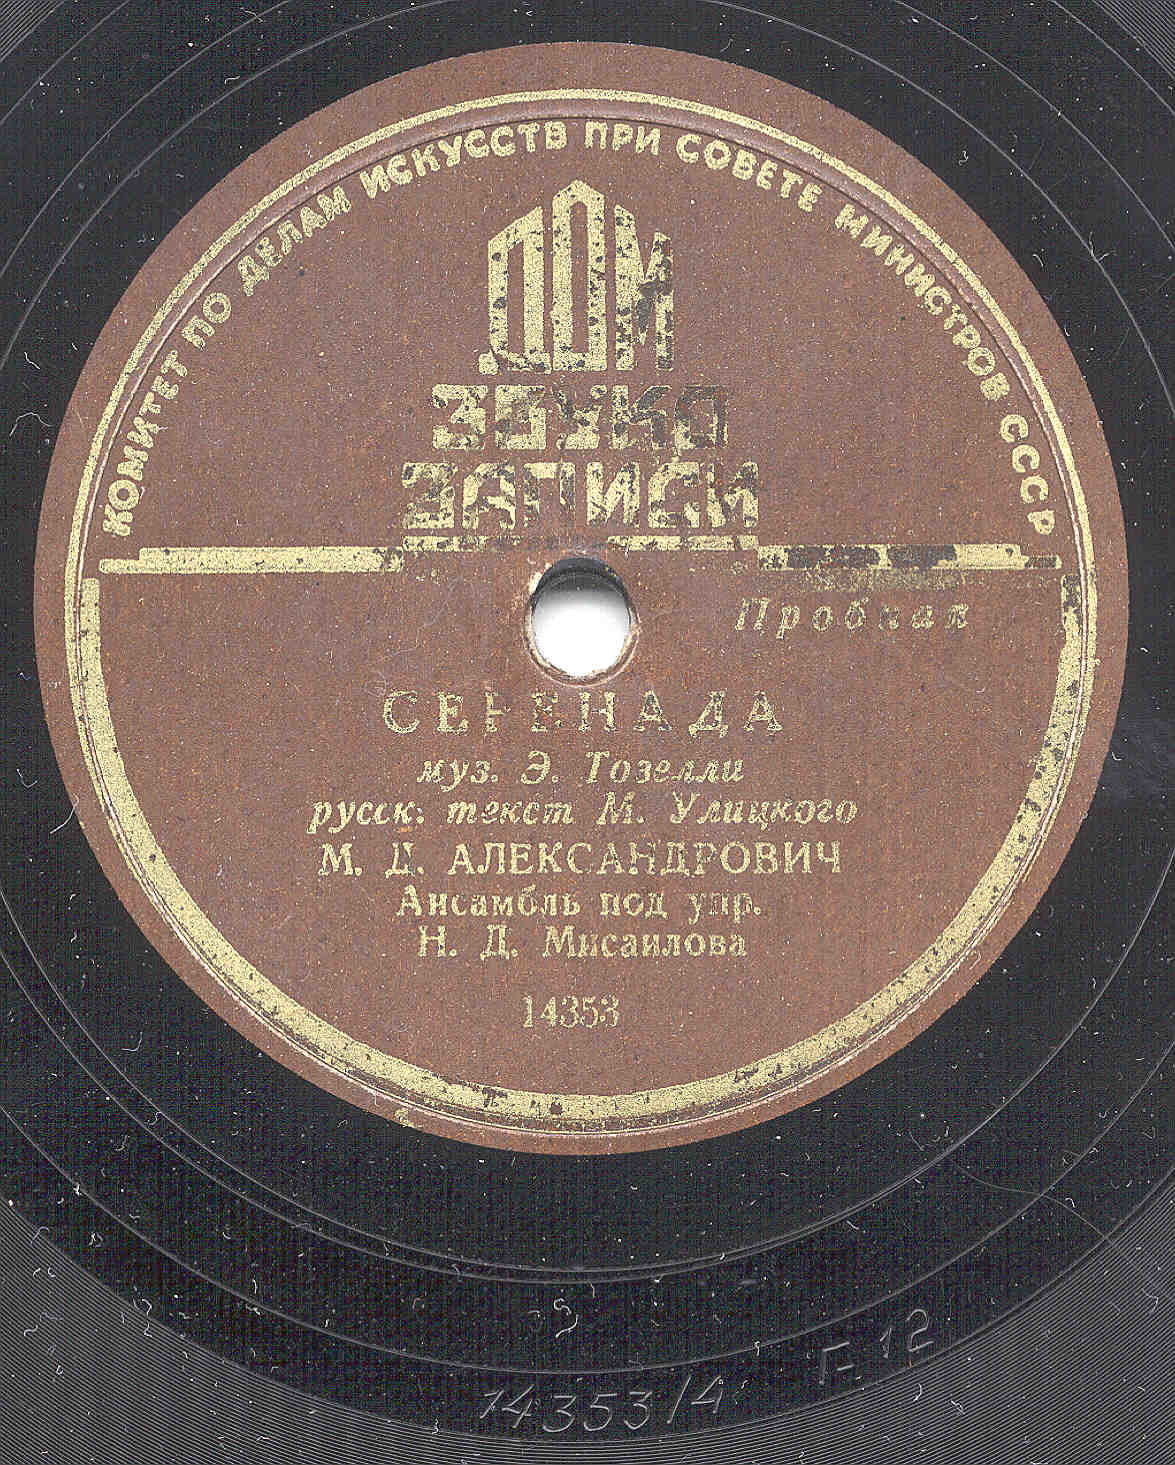 КОМИТЕТ ПО ДЕЛАМ ИСКУССТВ ПРИ СОВЕТЕ МИНИСТРОВ СССР
ДОМ
ЗВУКО
ЗАПИСИ
Пробная
СЕРЕНАДА
муз. Э. Тозелли
русск. текст М. Улицкого
М. Д. АЛЕКСАНДРОВИЧ
Ансамбль под упр.
Н. Д. Мисаилова
14353
14353/4
Г-12